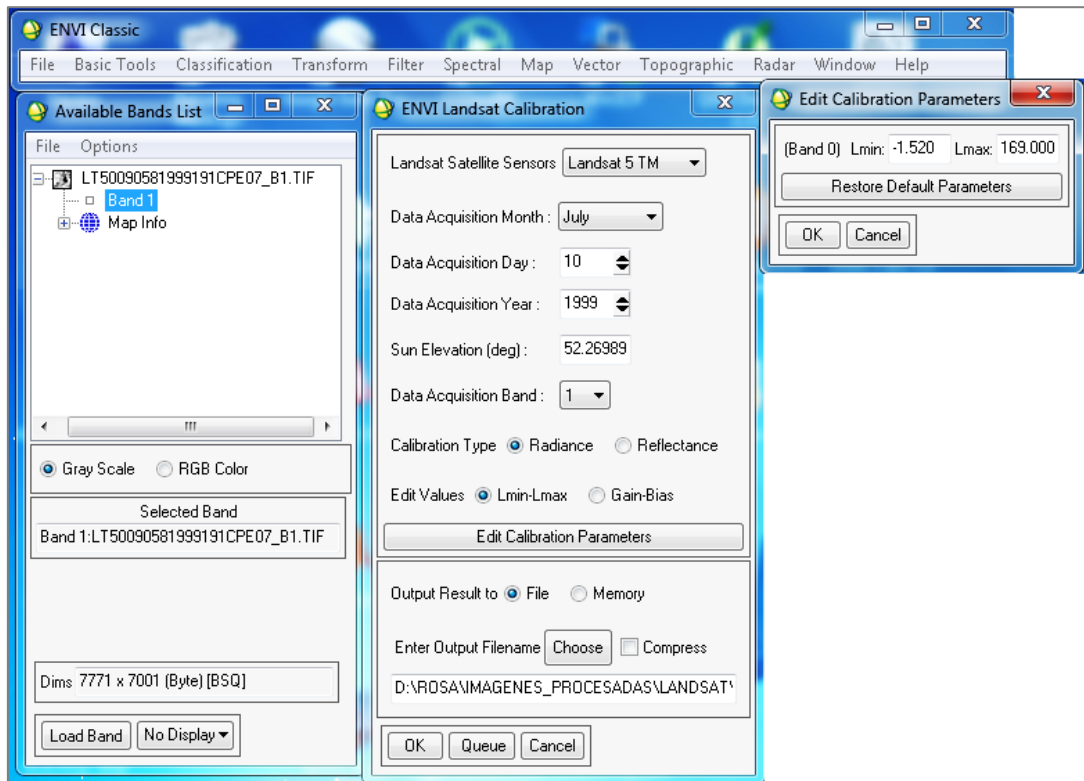 ENVI Classic
File Basic Tools Classification Transform Filter Spectral Map Vector Topographic Radar Window Help
Available Bands List
File Options
LT50090581999191CPE07_B1.TIF
Band 1
Map Info
Gray Scale RGB Color
Selected Band
Band 1:LT50090581999191CPE07_B1.TIF
Dims 7771 x 7001 (Byte) [BSQ]
Load Band No Display
ENVI Landsat Calibration
Landsat Satellite Sensors Landsat 5 TM
Data Acquisition Month : July
Data Acquisition Day : 10
Data Acquisition Year : 1999
Sun Elevation (deg) : 52.26989
Data Acquisition Band : 1
Calibration Type Radiance Reflectance
Edit Values Lmin-Lmax Gain-Bias
Edit Calibration Parameters
Output Result to File Memory
Enter Output Filename Choose Compress
D:\ROSA\IMAGENES_PROCESADAS\LANDSAT\
OK Queue Cancel
Edit Calibration Parameters
(Band 0) Lmin: -1.520 Lmax: 169.000
Restore Default Parameters
OK Cancel